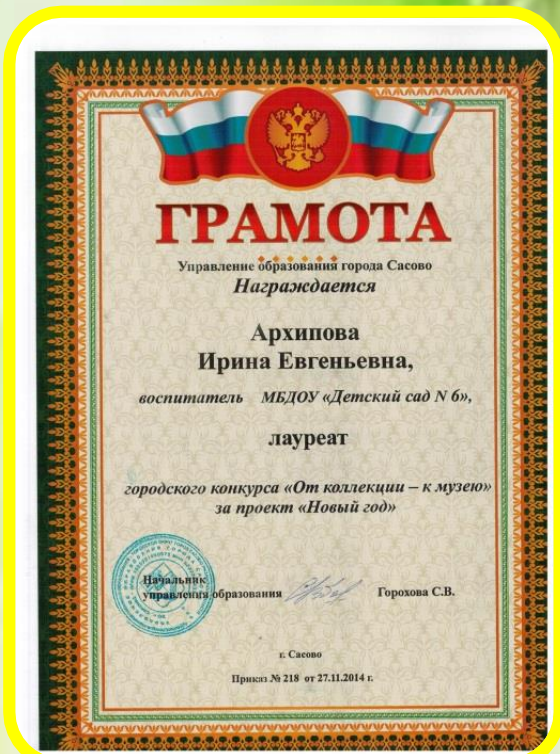 ГРАМОТА
Управление образования города Сасово
Награждается
Архипова
Ирина Евгеньевна,
воспитатель МБДОУ «Детский сад N 6»,
лауреат
городского конкурса «От коллекции – к музею»
за проект «Новый год»
Начальник
управления образования Горохова С.В.
г. Сасово
Приказ № 218 от 27.11.2014 г.